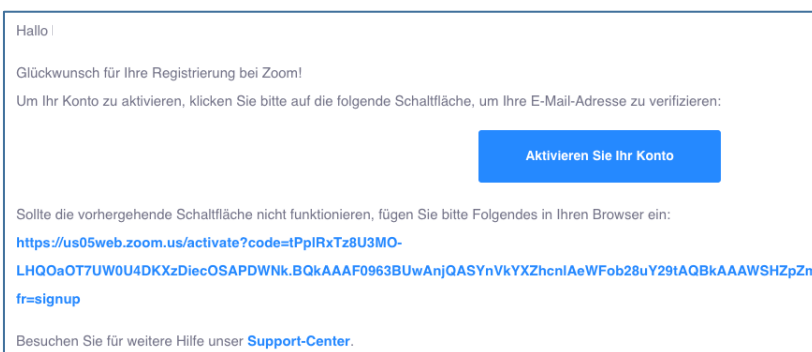 Hallo
Glückwunsch für Ihre Registrierung bei Zoom!
Um Ihr Konto zu aktivieren, klicken Sie bitte auf die folgende Schaltfläche, um Ihre E-Mail-Adresse zu verifizieren:
Aktivieren Sie Ihr Konto
Sollte die vorhergehende Schaltfläche nicht funktionieren, fügen Sie bitte Folgendes in Ihren Browser ein:
https://us05web.zoom.us/activate?code=tPplRxTz8U3MO-
LHQOaOT7UW0U4DKXzDiecOSAPDWNk.BQkAAAF0963BUwAnjQASYnVkYXZhcnlAeWFob28uY29tAQBkAAAWSHZpZm
fr=signup
Besuchen Sie für weitere Hilfe unser Support-Center.